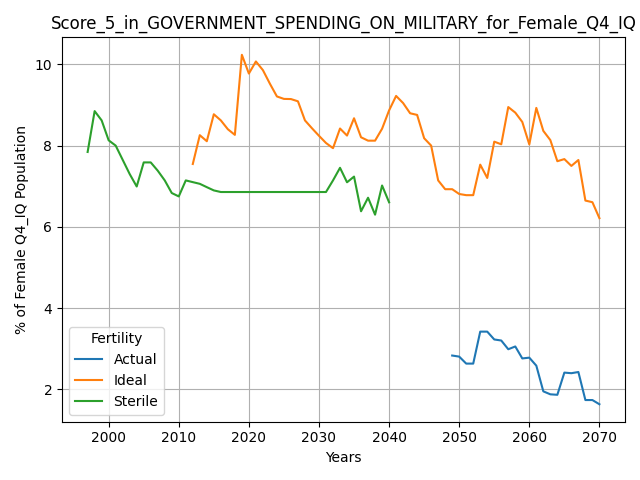 Score_5_in_GOVERNMENT_SPENDING_ON_MILITARY_for_Female_Q4_IQ
% of Female Q4_IQ Population
10
8
6
4
2
Fertility
Actual
Ideal
Sterile
2000 2010 2020 2030 2040 2050 2060 2070
Years